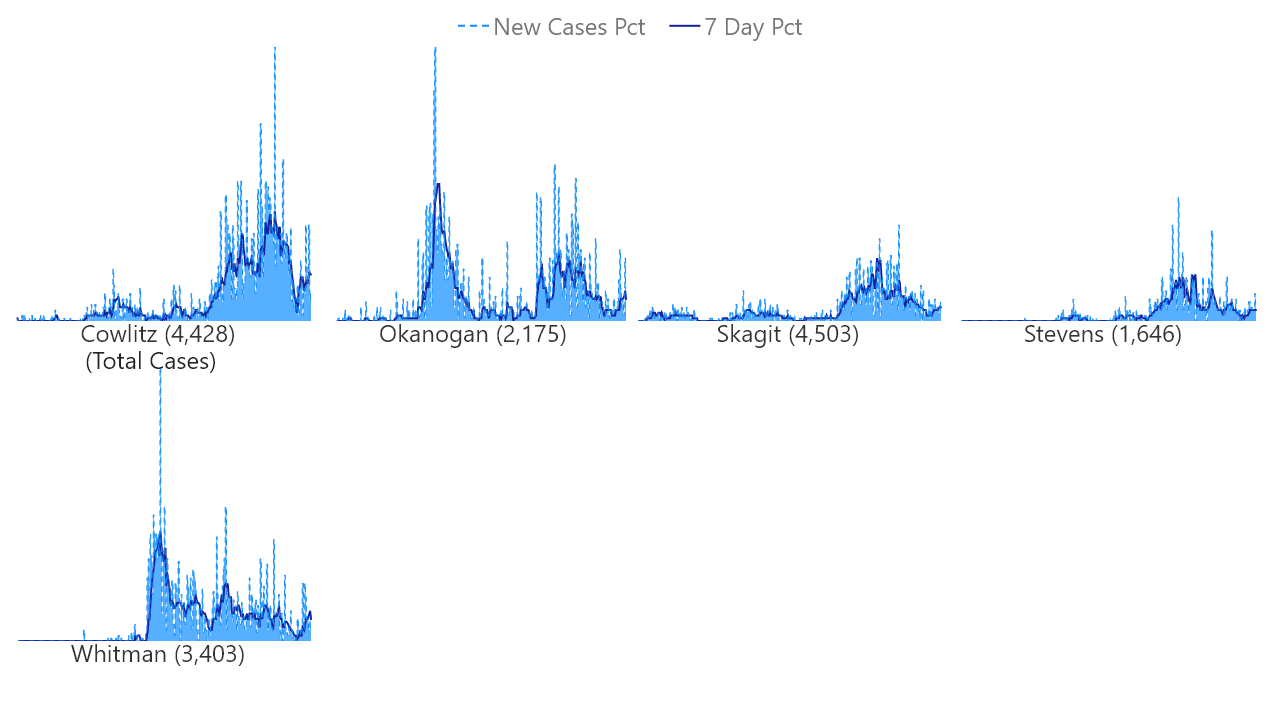 New Cases Pct 7 Day Pct
Cowlitz (4,428)
(Total Cases)
Okanogan (2,175)
Skagit (4,503)
Stevens (1,646)
Whitman (3,403)